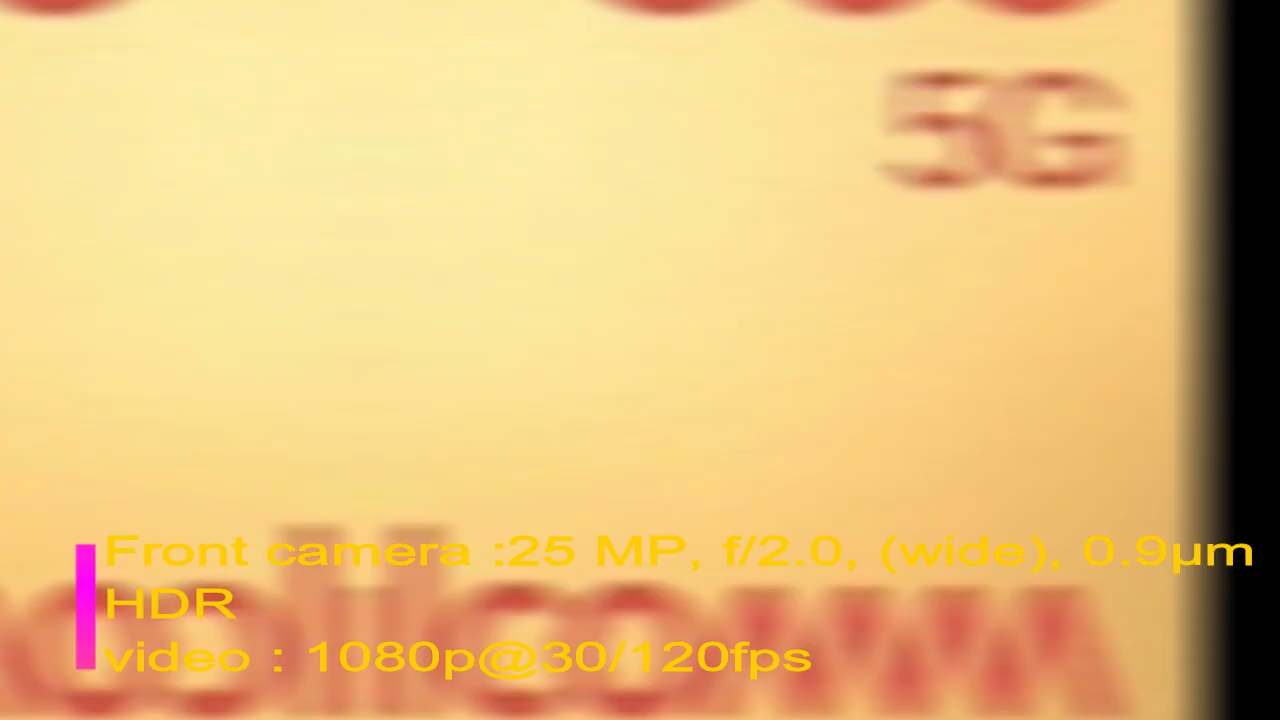 5G
Front camera :25 MP, f/2.0, (wide), 0.9µm
HDR
video : 1080p@30/120fps